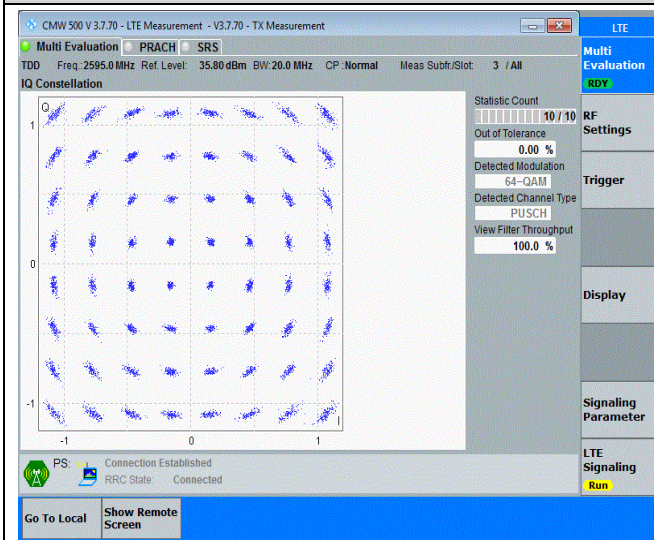 CMW 500 V 3.7.70 - LTE Measurement - V3.7.70 - TX Measurement
LTE
Multi Evaluation PRACH SRS
Multi
Evaluation
RDY
TDD Freq.:2595.0 MHz Ref. Level: 35.80 dBm BW:20.0 MHz CP :Normal Meas Subfr./Slot: 3 / All
IQ Constellation
Q
I
1
0
-1
-1
0
1
Statistic Count
10 / 10
Out of Tolerance
0.00 %
Detected Modulation
64-QAM
Detected Channel Type
PUSCH
View Filter Throughput
100.0 %
RF
Settings
Trigger
Display
Signaling
Parameter
LTE
Signaling
Run
PS: Connection Established
RRC State: Connected
Go To Local
Show Remote
Screen